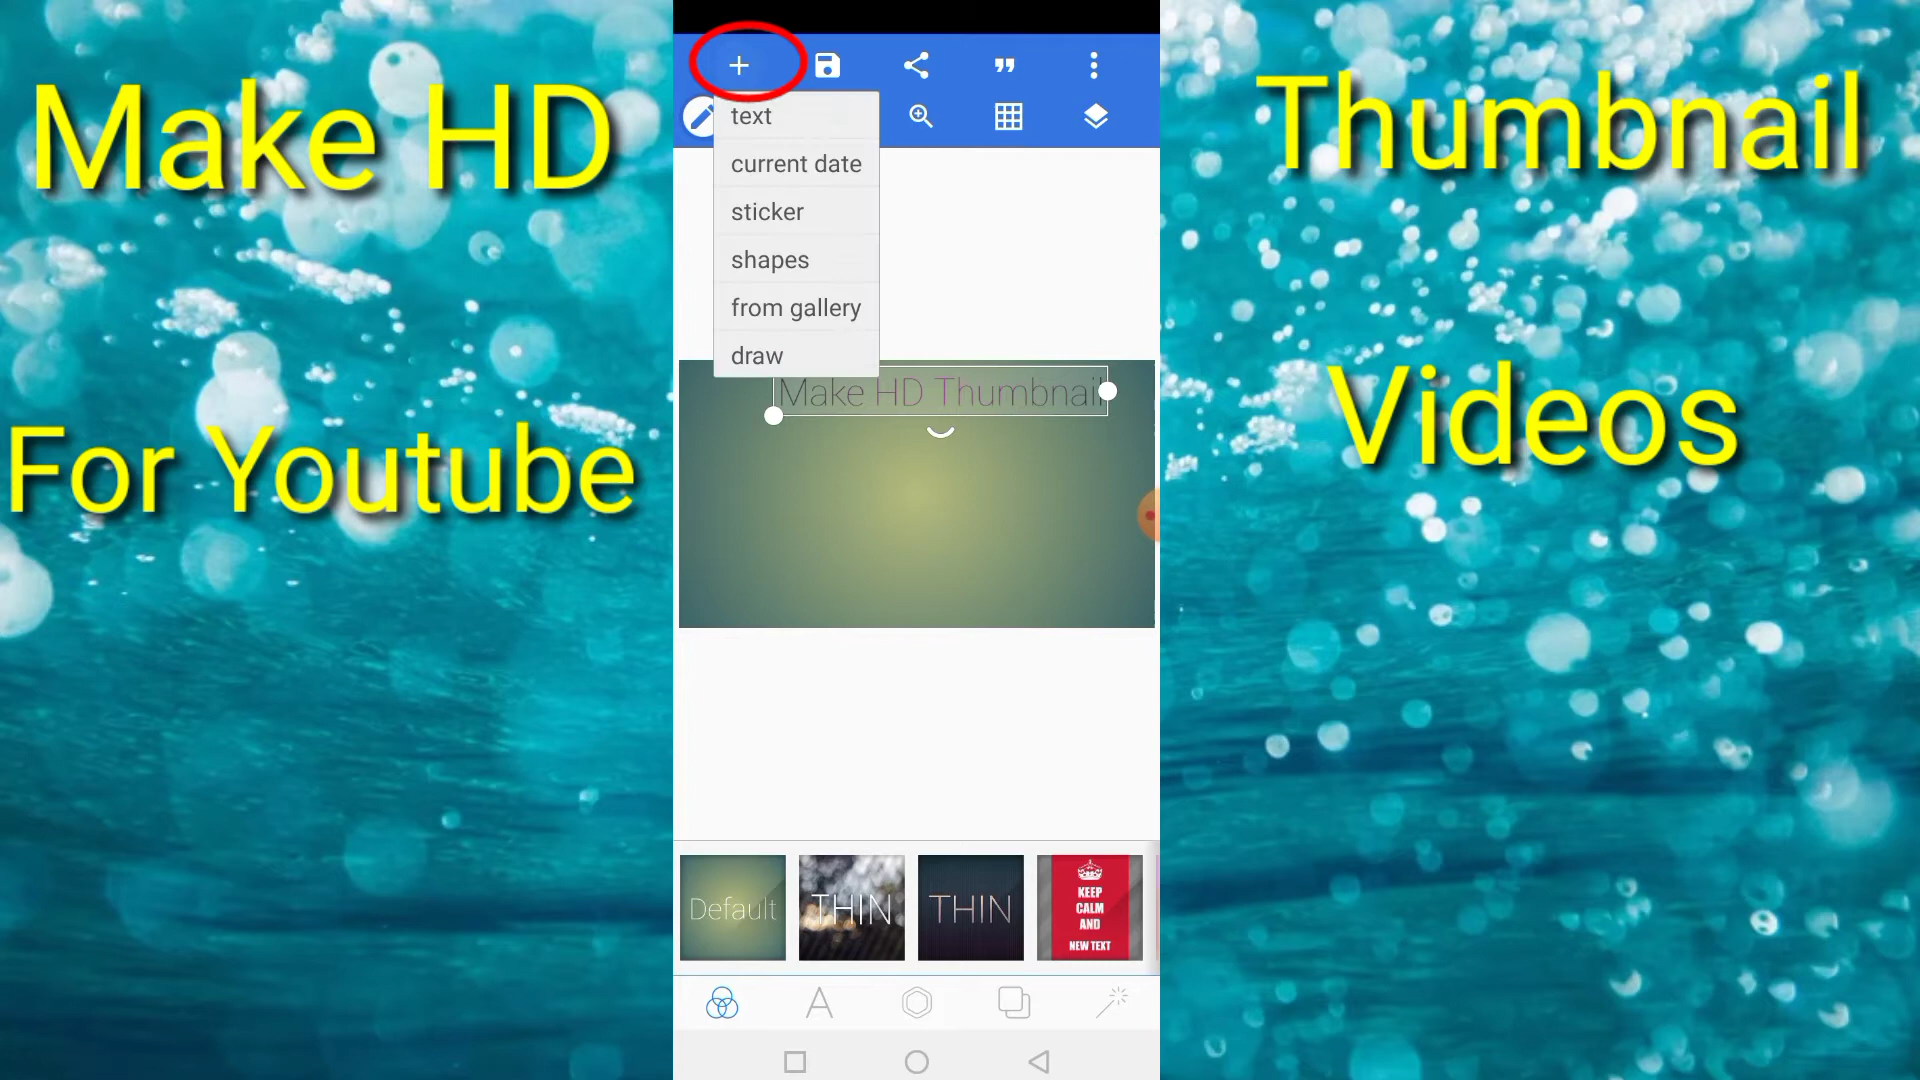 Make HD
Thumbnail
For Youtube
Videos
text
current date
sticker
shapes
from gallery
draw
Make HD Thumbnail
Default
THIN
THIN
KEEP
CALM
AND
NEW TEXT
A